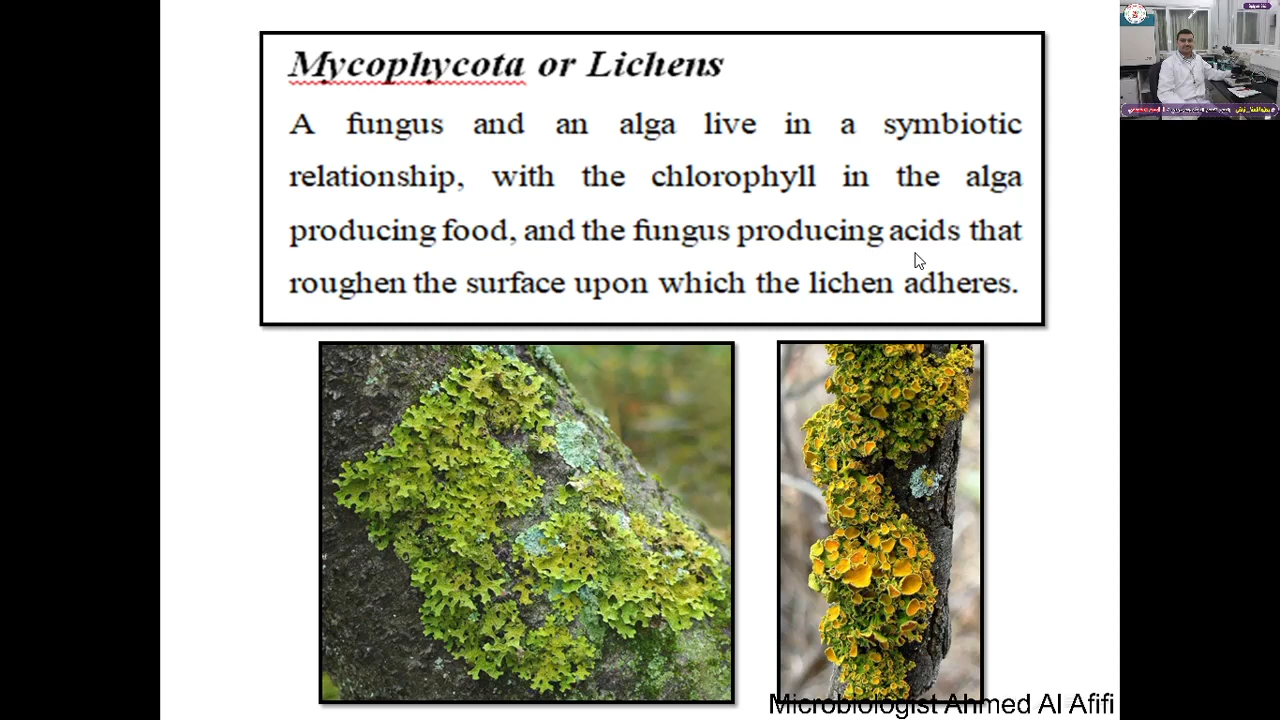 Mycophycota or Lichens
A fungus and an alga live in a symbiotic
relationship, with the chlorophyll in the alga
producing food, and the fungus producing acids that
roughen the surface upon which the lichen adheres.
Microbiologist Ahmed Al Afifi